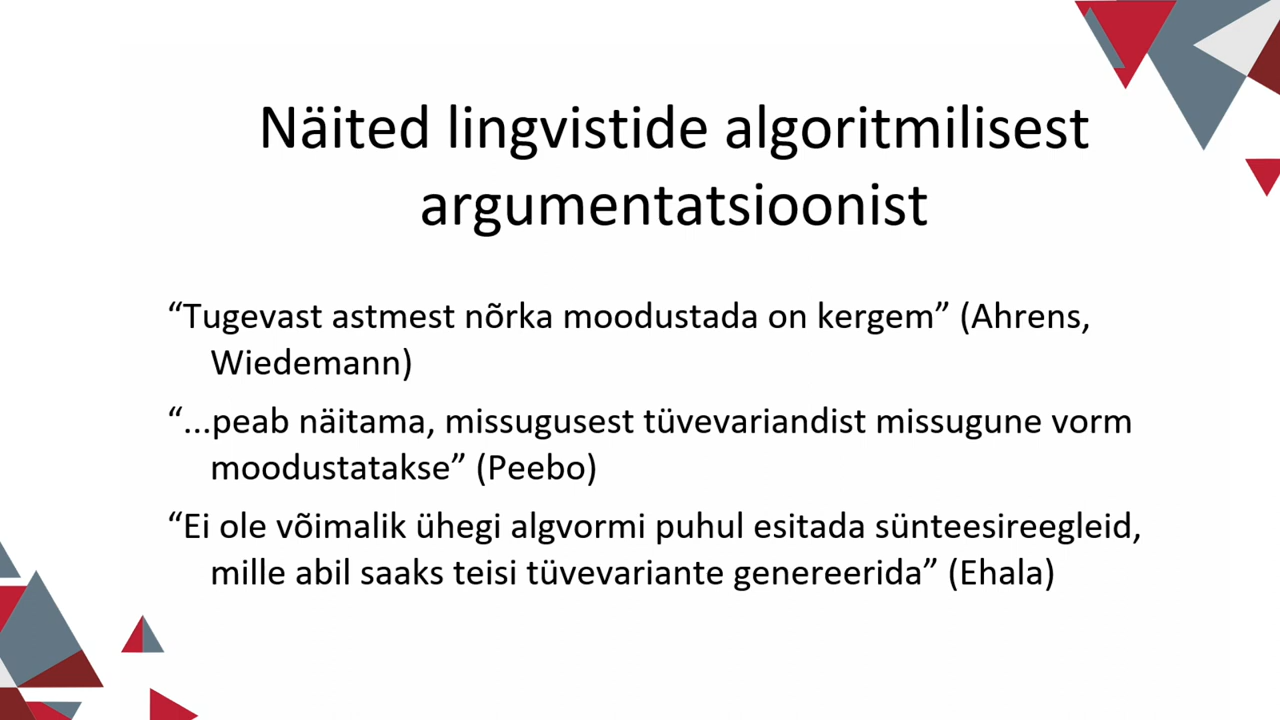 Näited lingvistide algoritmilisest
argumentatsioonist
“Tugevast astmest nõrka moodustada on kergem” (Ahrens,
Wiedemann)
“...peab näitama, missugusest tüvevariandist missugune vorm
moodustatakse” (Peebo)
“Ei ole võimalik ühegi algvormi puhul esitada sünteesireegleid,
mille abil saaks teisi tüvevariante genereerida” (Ehala)